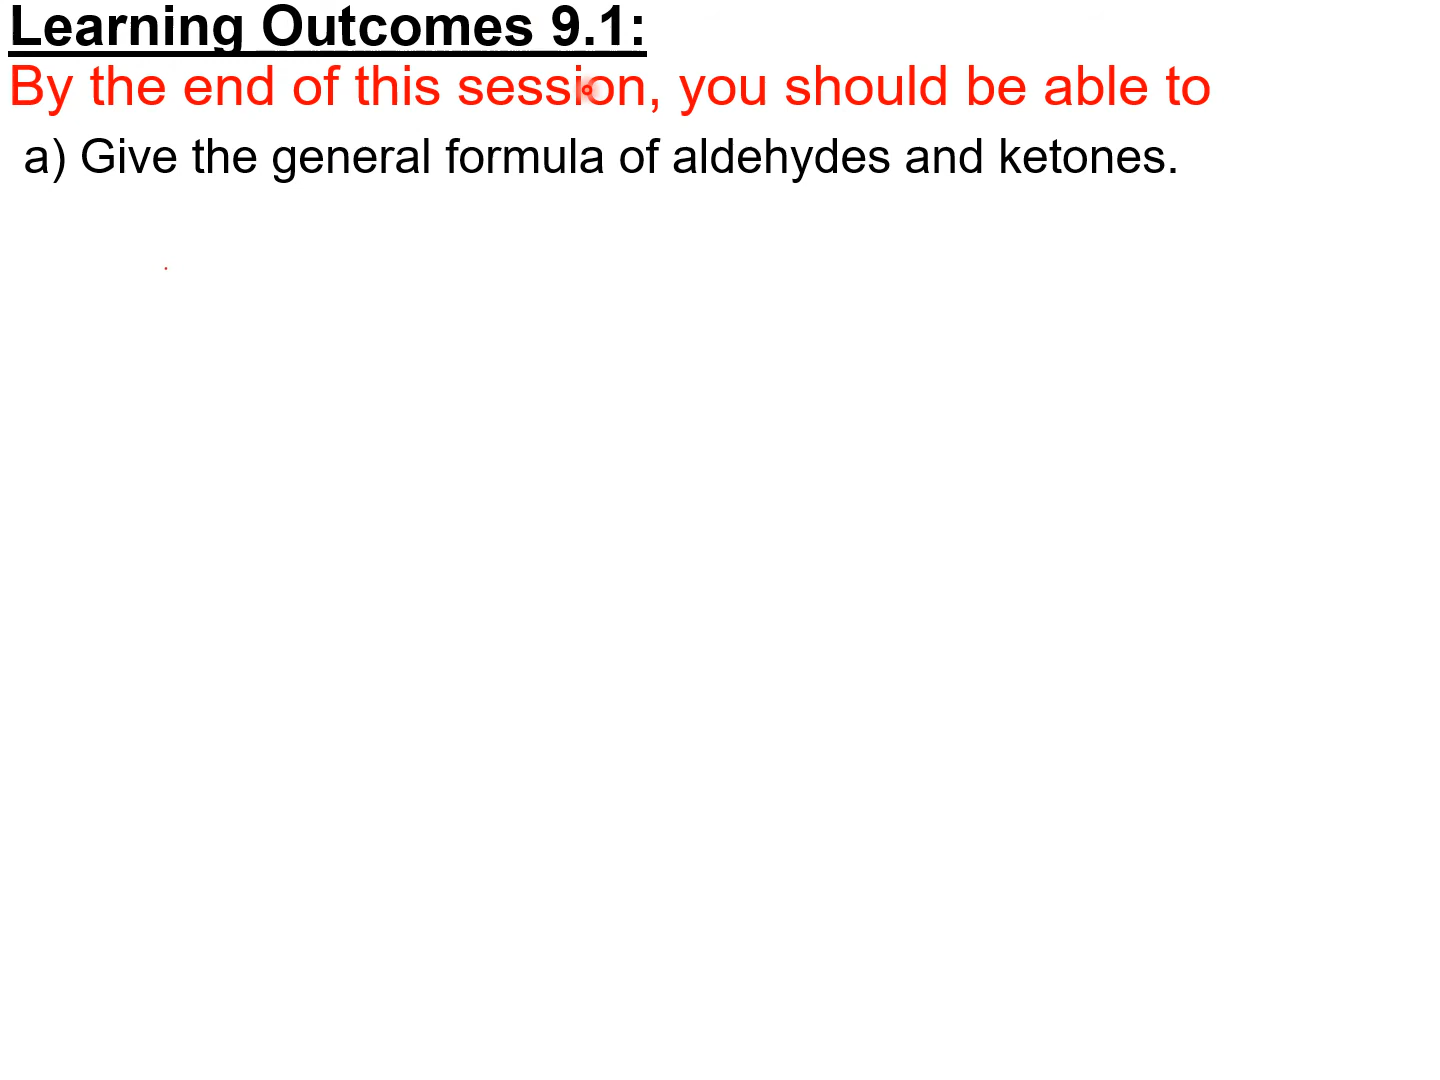 Learning Outcomes 9.1:
By the end of this session, you should be able to
a) Give the general formula of aldehydes and ketones.